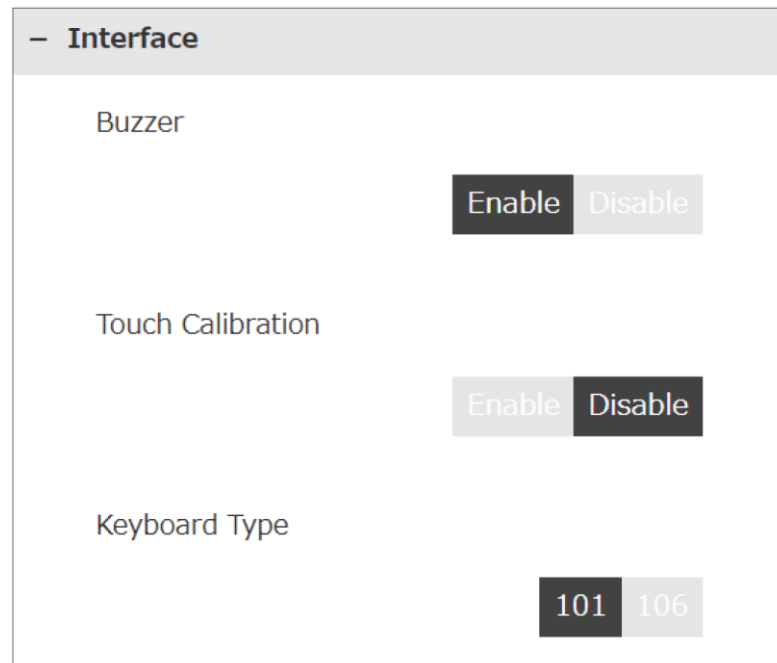 – Interface
Buzzer
Enable Disable
Touch Calibration
Enable Disable
Keyboard Type
101 106